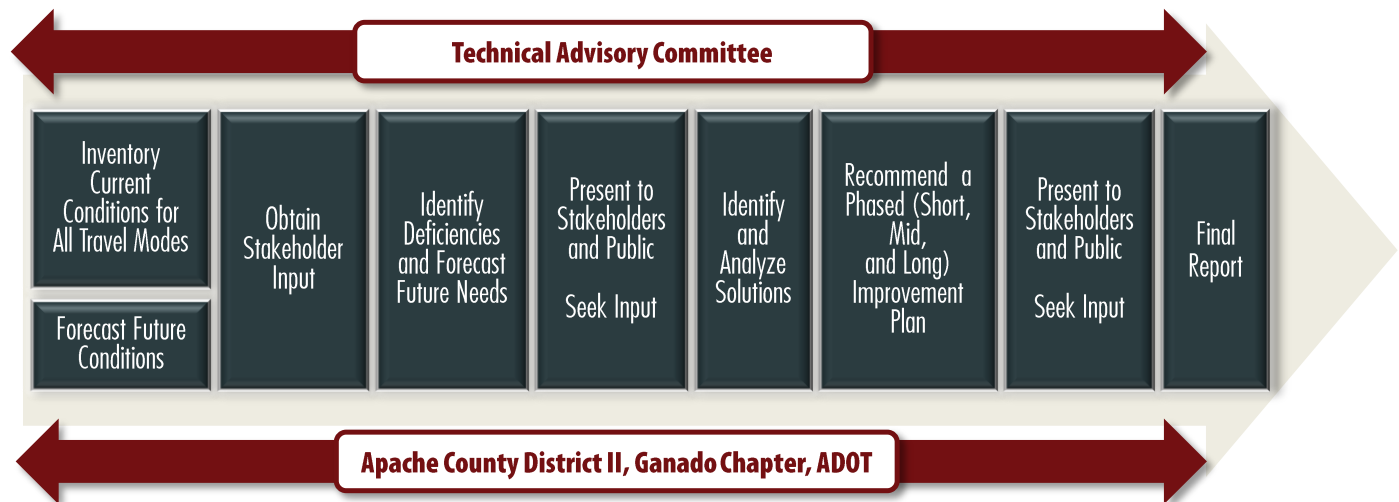 Technical Advisory Committee
Inventory
Current
Conditions for
All Travel Modes
Forecast Future
Conditions
Obtain
Stakeholder
Input
Identify
Deficiencies
and Forecast
Future Needs
Present to
Stakeholders
and Public
Seek Input
Identify
and
Analyze
Solutions
Recommend a
Phased (Short,
Mid,
and Long)
Improvement
Plan
Present to
Stakeholders
and Public
Seek Input
Final
Report
Apache County District II, Ganado Chapter, ADOT